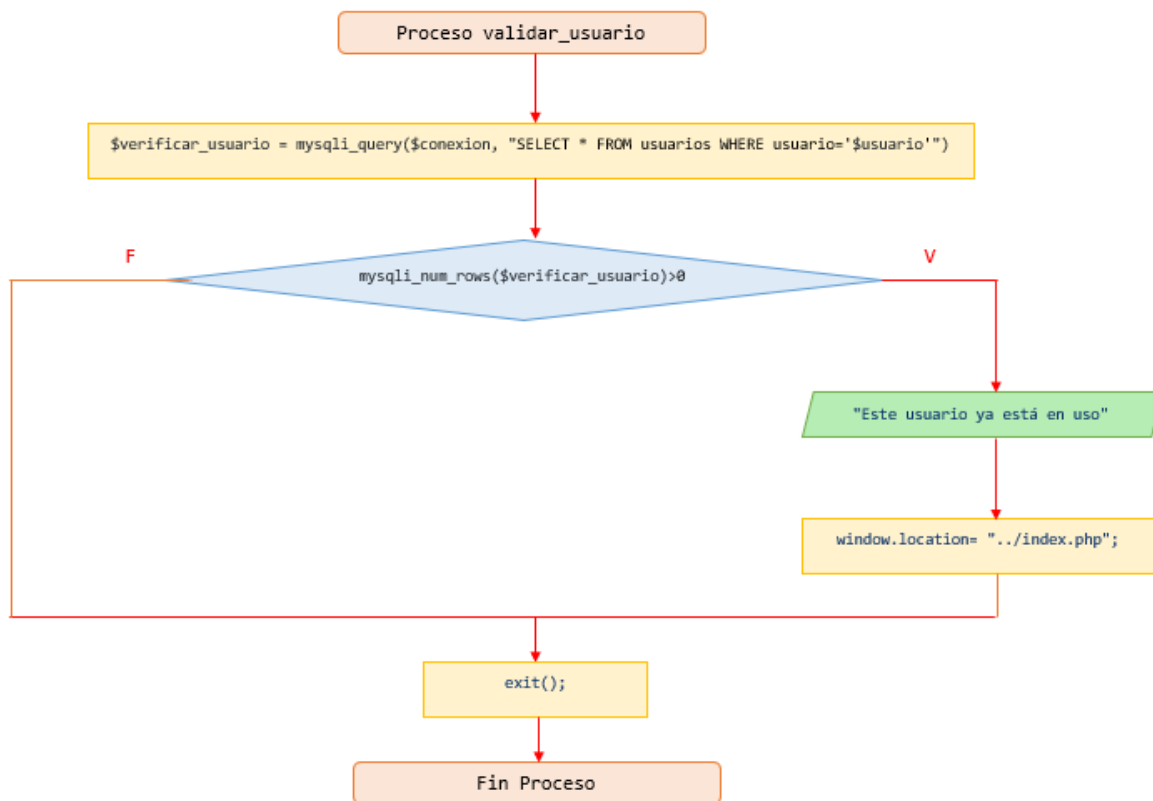 Proceso validar_usuario
$verificar_usuario = mysqli_query($conexion, "SELECT * FROM usuarios WHERE usuario='$usuario'")
F
V
mysqli_num_rows($verificar_usuario)>0
"Este usuario ya está en uso"
window.location= "../index.php";
exit();
Fin Proceso